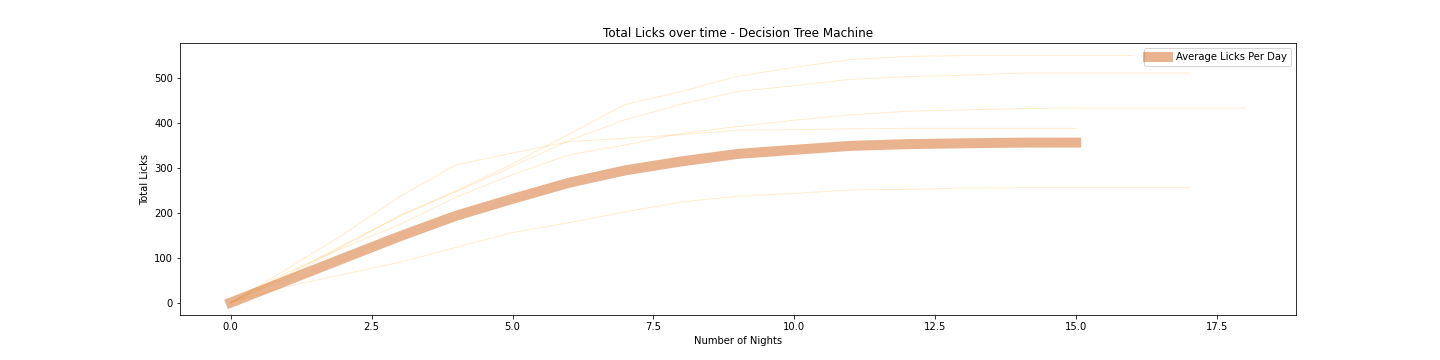 Total Licks over time - Decision Tree Machine
Average Licks Per Day
Total Licks
500
400
300
200
100
0
0.0 2.5 5.0 7.5 10.0 12.5 15.0 17.5
Number of Nights